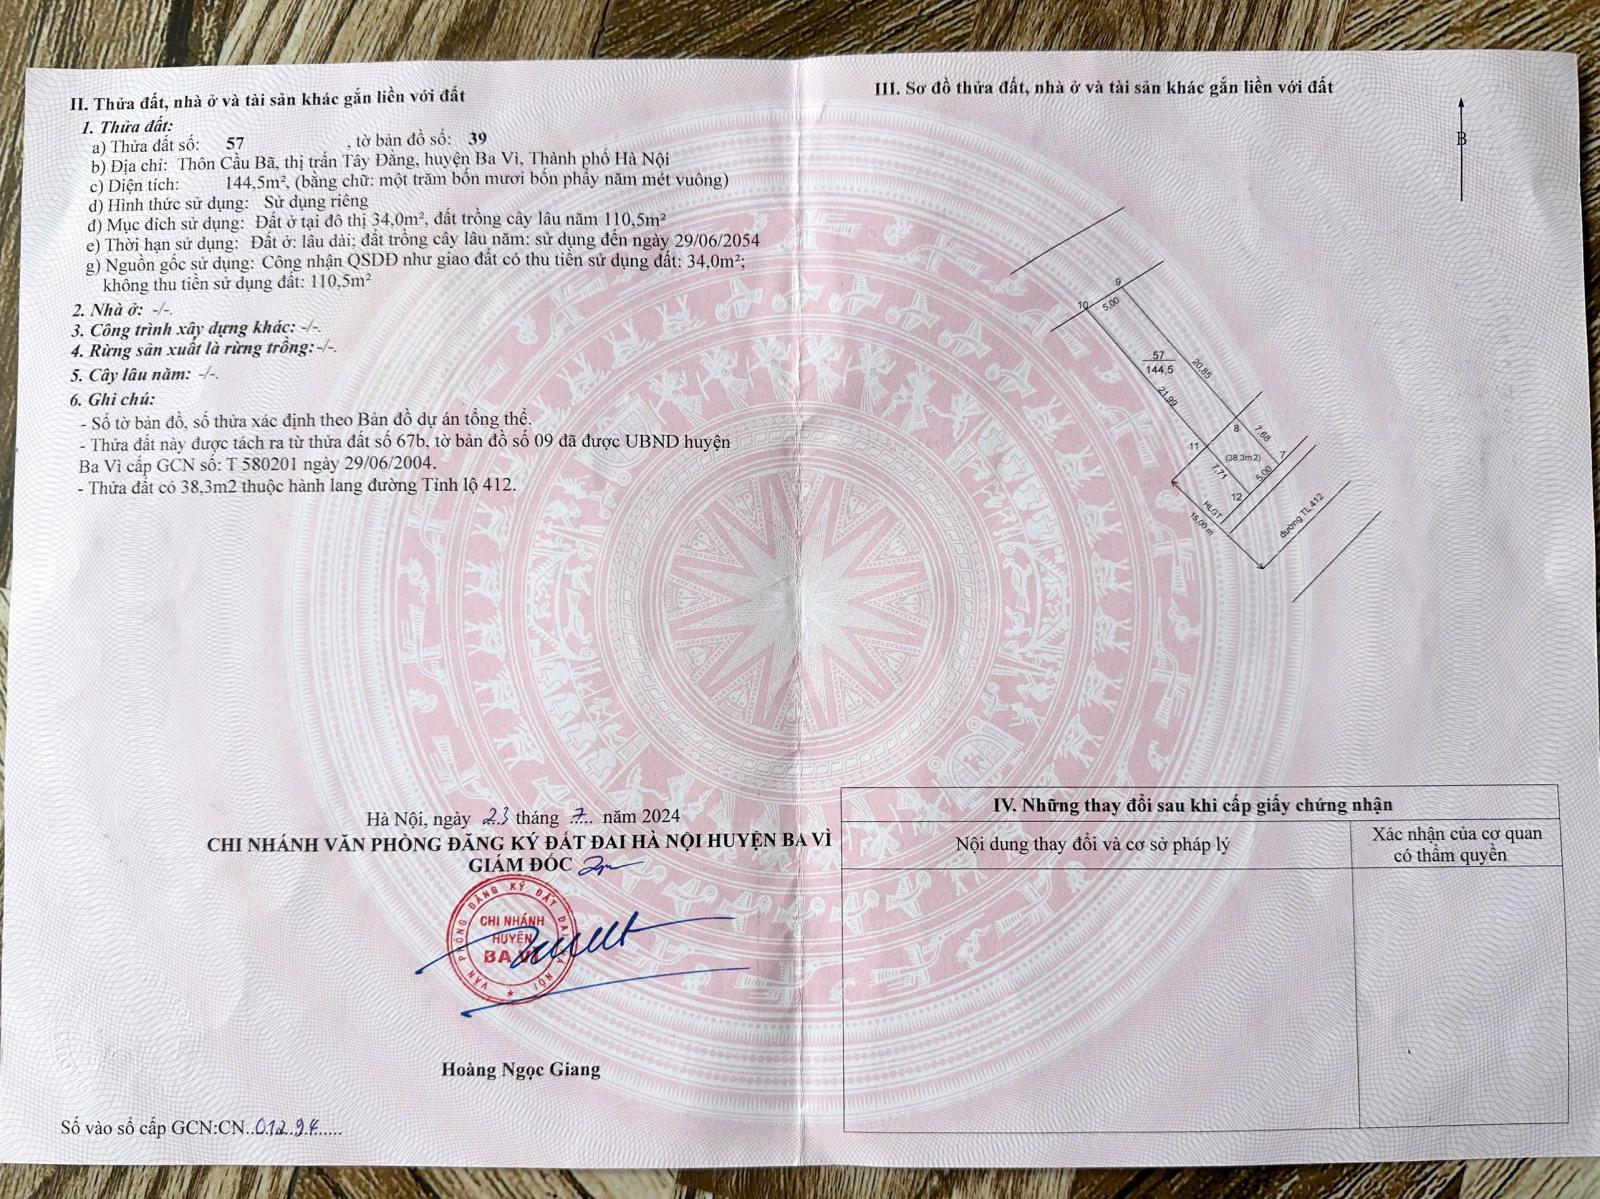 II. Thửa đất, nhà ở và tài sản khác gắn liền với đất
1. Thửa đất:
a) Thửa đất số: 57 , tờ bản đồ số: 39
b) Địa chỉ: Thôn Cầu Bã, thị trấn Tây Đằng, huyện Ba Vì, Thành phố Hà Nội
c) Diện tích: 144,5m², (bằng chữ: một trăm bốn mươi bốn phẩy năm mét vuông)
d) Hình thức sử dụng: Sử dụng riêng
đ) Mục đích sử dụng: Đất ở tại đô thị 34,0m², đất trồng cây lâu năm 110,5m²
e) Thời hạn sử dụng: Đất ở: lâu dài; đất trồng cây lâu năm: sử dụng đến ngày 29/06/2054
g) Nguồn gốc sử dụng: Công nhận QSDĐ như giao đất có thu tiền sử dụng đất: 34,0m²;
không thu tiền sử dụng đất: 110,5m²
2. Nhà ở: -/-.
3. Công trình xây dựng khác: -/-.
4. Rừng sản xuất là rừng trồng:-/-.
5. Cây lâu năm: -/-.
6. Ghi chú:
- Số tờ bản đồ, số thửa xác định theo Bản đồ dự án tổng thể.
- Thửa đất này được tách ra từ thửa đất số 67b, tờ bản đồ số 09 đã được UBND huyện
Ba Vì cấp GCN số: T 580201 ngày 29/06/2004.
- Thửa đất có 38,3m2 thuộc hành lang đường Tỉnh lộ 412.
Hà Nội, ngày 23 tháng 7 năm 2024
CHI NHÁNH VĂN PHÒNG ĐĂNG KÝ ĐẤT ĐAI HÀ NỘI HUYỆN BA VÌ
GIÁM ĐỐC
VĂN PHÒNG ĐĂNG KÝ ĐẤT ĐAI HÀ NỘI
CHI NHÁNH
HUYỆN
BA VÌ
Hoàng Ngọc Giang
Số vào sổ cấp GCN:CN..01294......
III. Sơ đồ thửa đất, nhà ở và tài sản khác gắn liền với đất
B
9
10
5,00
57
144,5
20,85
21,99
8
7,68
11
(38,3m2)
7
7,71
5,00
12
HLGT
15,00 m
đường TL 412
IV. Những thay đổi sau khi cấp giấy chứng nhận
Nội dung thay đổi và cơ sở pháp lý
Xác nhận của cơ quan
có thẩm quyền